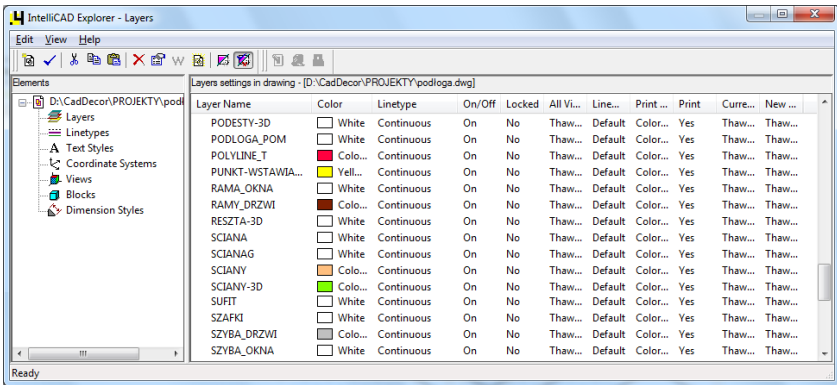 IntelliCAD Explorer - Layers
Edit View Help
Elements
Layers settings in drawing - [D:\CadDecor\PROJEKTY\podłoga.dwg]
D:\CadDecor\PROJEKTY\podł
Layers
Linetypes
A Text Styles
Coordinate Systems
Views
Blocks
Dimension Styles
Layer Name Color Linetype On/Off Locked All Vi... Line... Print ... Print Curre... New ...
PODESTY-3D White Continuous On No Thaw... Default Color... Yes Thaw... Thaw...
PODLOGA_POM White Continuous On No Thaw... Default Color... Yes Thaw... Thaw...
POLYLINE_T Colo... Continuous On No Thaw... Default Color... Yes Thaw... Thaw...
PUNKT-WSTAWIA... Yell... Continuous On No Thaw... Default Color... Yes Thaw... Thaw...
RAMA_OKNA White Continuous On No Thaw... Default Color... Yes Thaw... Thaw...
RAMY_DRZWI Colo... Continuous On No Thaw... Default Color... Yes Thaw... Thaw...
RESZTA-3D White Continuous On No Thaw... Default Color... Yes Thaw... Thaw...
SCIANA White Continuous On No Thaw... Default Color... Yes Thaw... Thaw...
SCIANAG White Continuous On No Thaw... Default Color... Yes Thaw... Thaw...
SCIANY Colo... Continuous On No Thaw... Default Color... Yes Thaw... Thaw...
SCIANY-3D Colo... Continuous On No Thaw... Default Color... Yes Thaw... Thaw...
SUFIT White Continuous On No Thaw... Default Color... Yes Thaw... Thaw...
SZAFKI White Continuous On No Thaw... Default Color... Yes Thaw... Thaw...
SZYBA_DRZWI Colo... Continuous On No Thaw... Default Color... Yes Thaw... Thaw...
SZYBA_OKNA White Continuous On No Thaw... Default Color... Yes Thaw... Thaw...
Ready